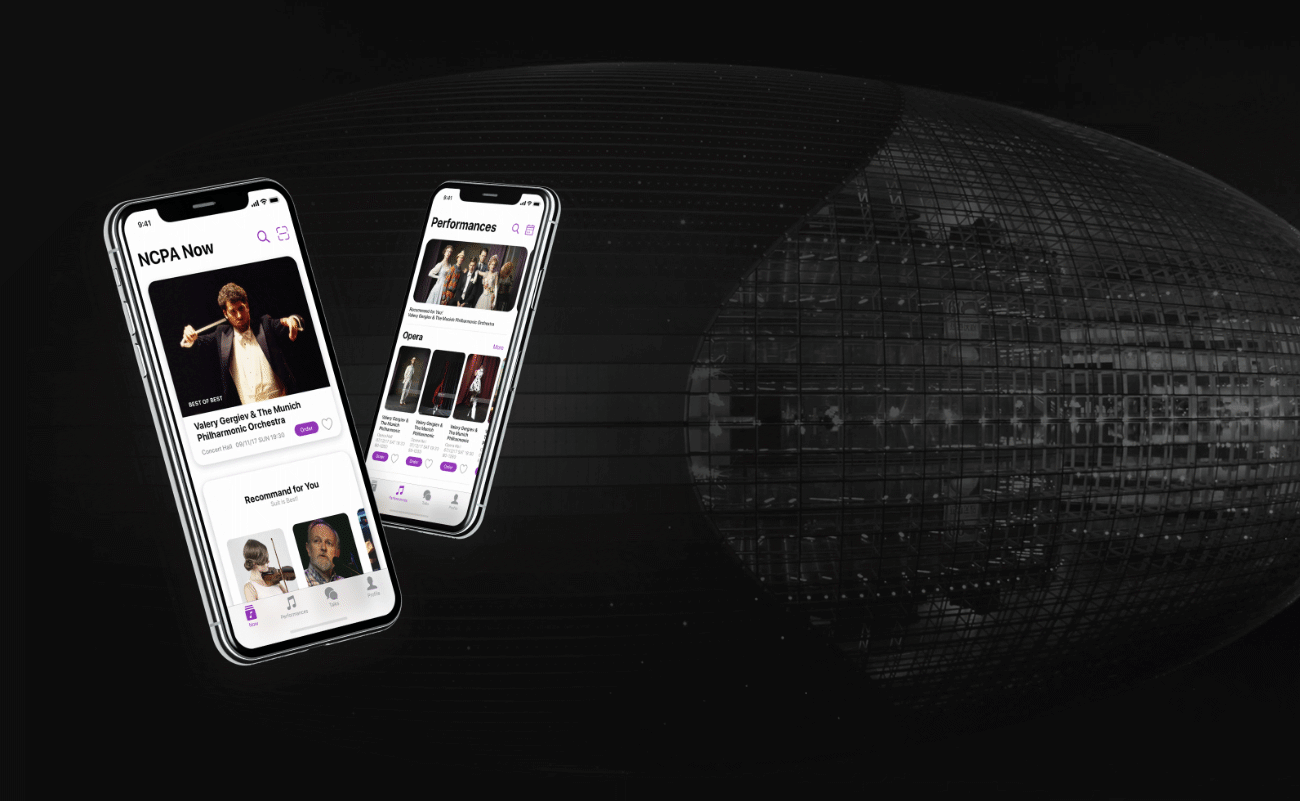 9:41
NCPA Now
BEST OF BEST
Valery Gergiev & The Munich
Philharmonic Orchestra
Concert Hall 09/11/17 SUN 19:30
Order
Recommand for You
Suit is Best!
Now
Performances
Talks
Profile
9:41
Performances
Recommend for You!
Valery Gergiev & The Munich Philharmonic Orchestra
Opera
More
Valery Gergiev &
The Munich
Philharmonic
Order
Valery Gergiev &
The Munich
Philharmonic
Order
Valery Gergiev &
The Munich
Philharmonic
Order
Performances
Talks
Profile